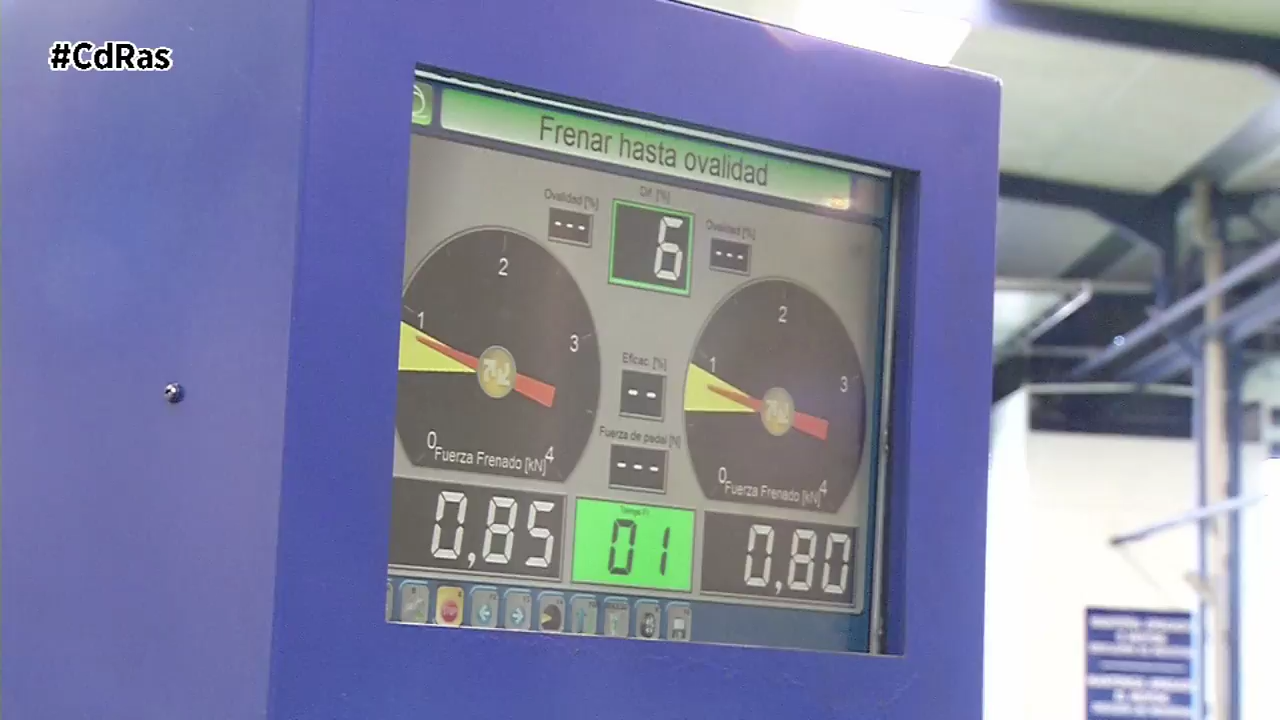 #CdRas
Frenar hasta ovalidad
Ovalidad [%]
Dif. [%]
Ovalidad [%]
---
6
---
1
2
3
0
4
Fuerza Frenado [kN]
Eficac. [%]
--
Fuerza de pedal [N]
---
1
2
3
0
4
Fuerza Frenado [kN]
0,85
01
0,80